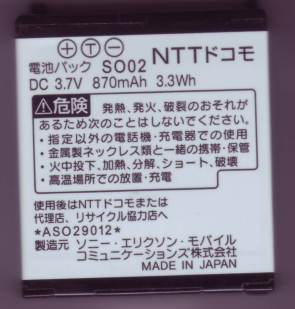 ⊕Ⓣ⊖
電池パック SO02 NTTドコモ
DC 3.7V 870mAh 3.3Wh
⚠危険 発熱、発火、破裂のおそれが
あるため次のことはしないでください。
・指定以外の電話機・充電器での使用
・金属製ネックレス類と一緒の携帯・保管
・火中投下、加熱、分解、ショート、破壊
・高温場所での放置・充電
使用後はNTTドコモまたは
代理店、リサイクル協力店へ
*ASO29012*
製造元 ソニー・エリクソン・モバイル
コミュニケーションズ株式会社
MADE IN JAPAN